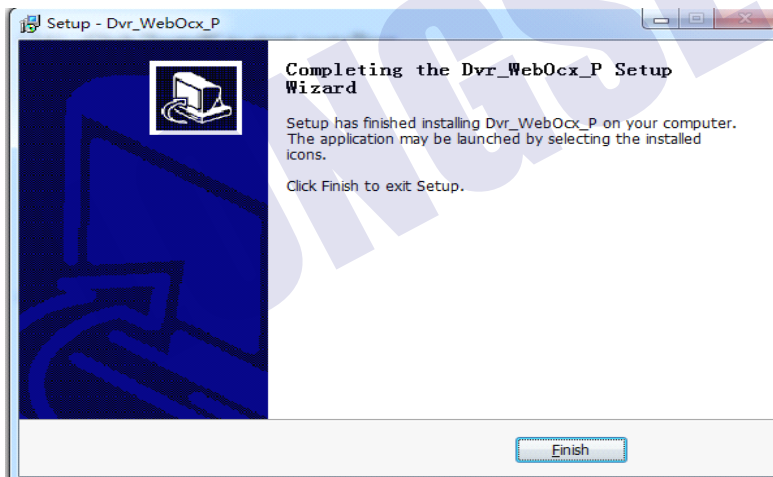 Setup - Dvr_WebOcx_P
Completing the Dvr_WebOcx_P Setup
Wizard
Setup has finished installing Dvr_WebOcx_P on your computer.
The application may be launched by selecting the installed
icons.
Click Finish to exit Setup.
Finish